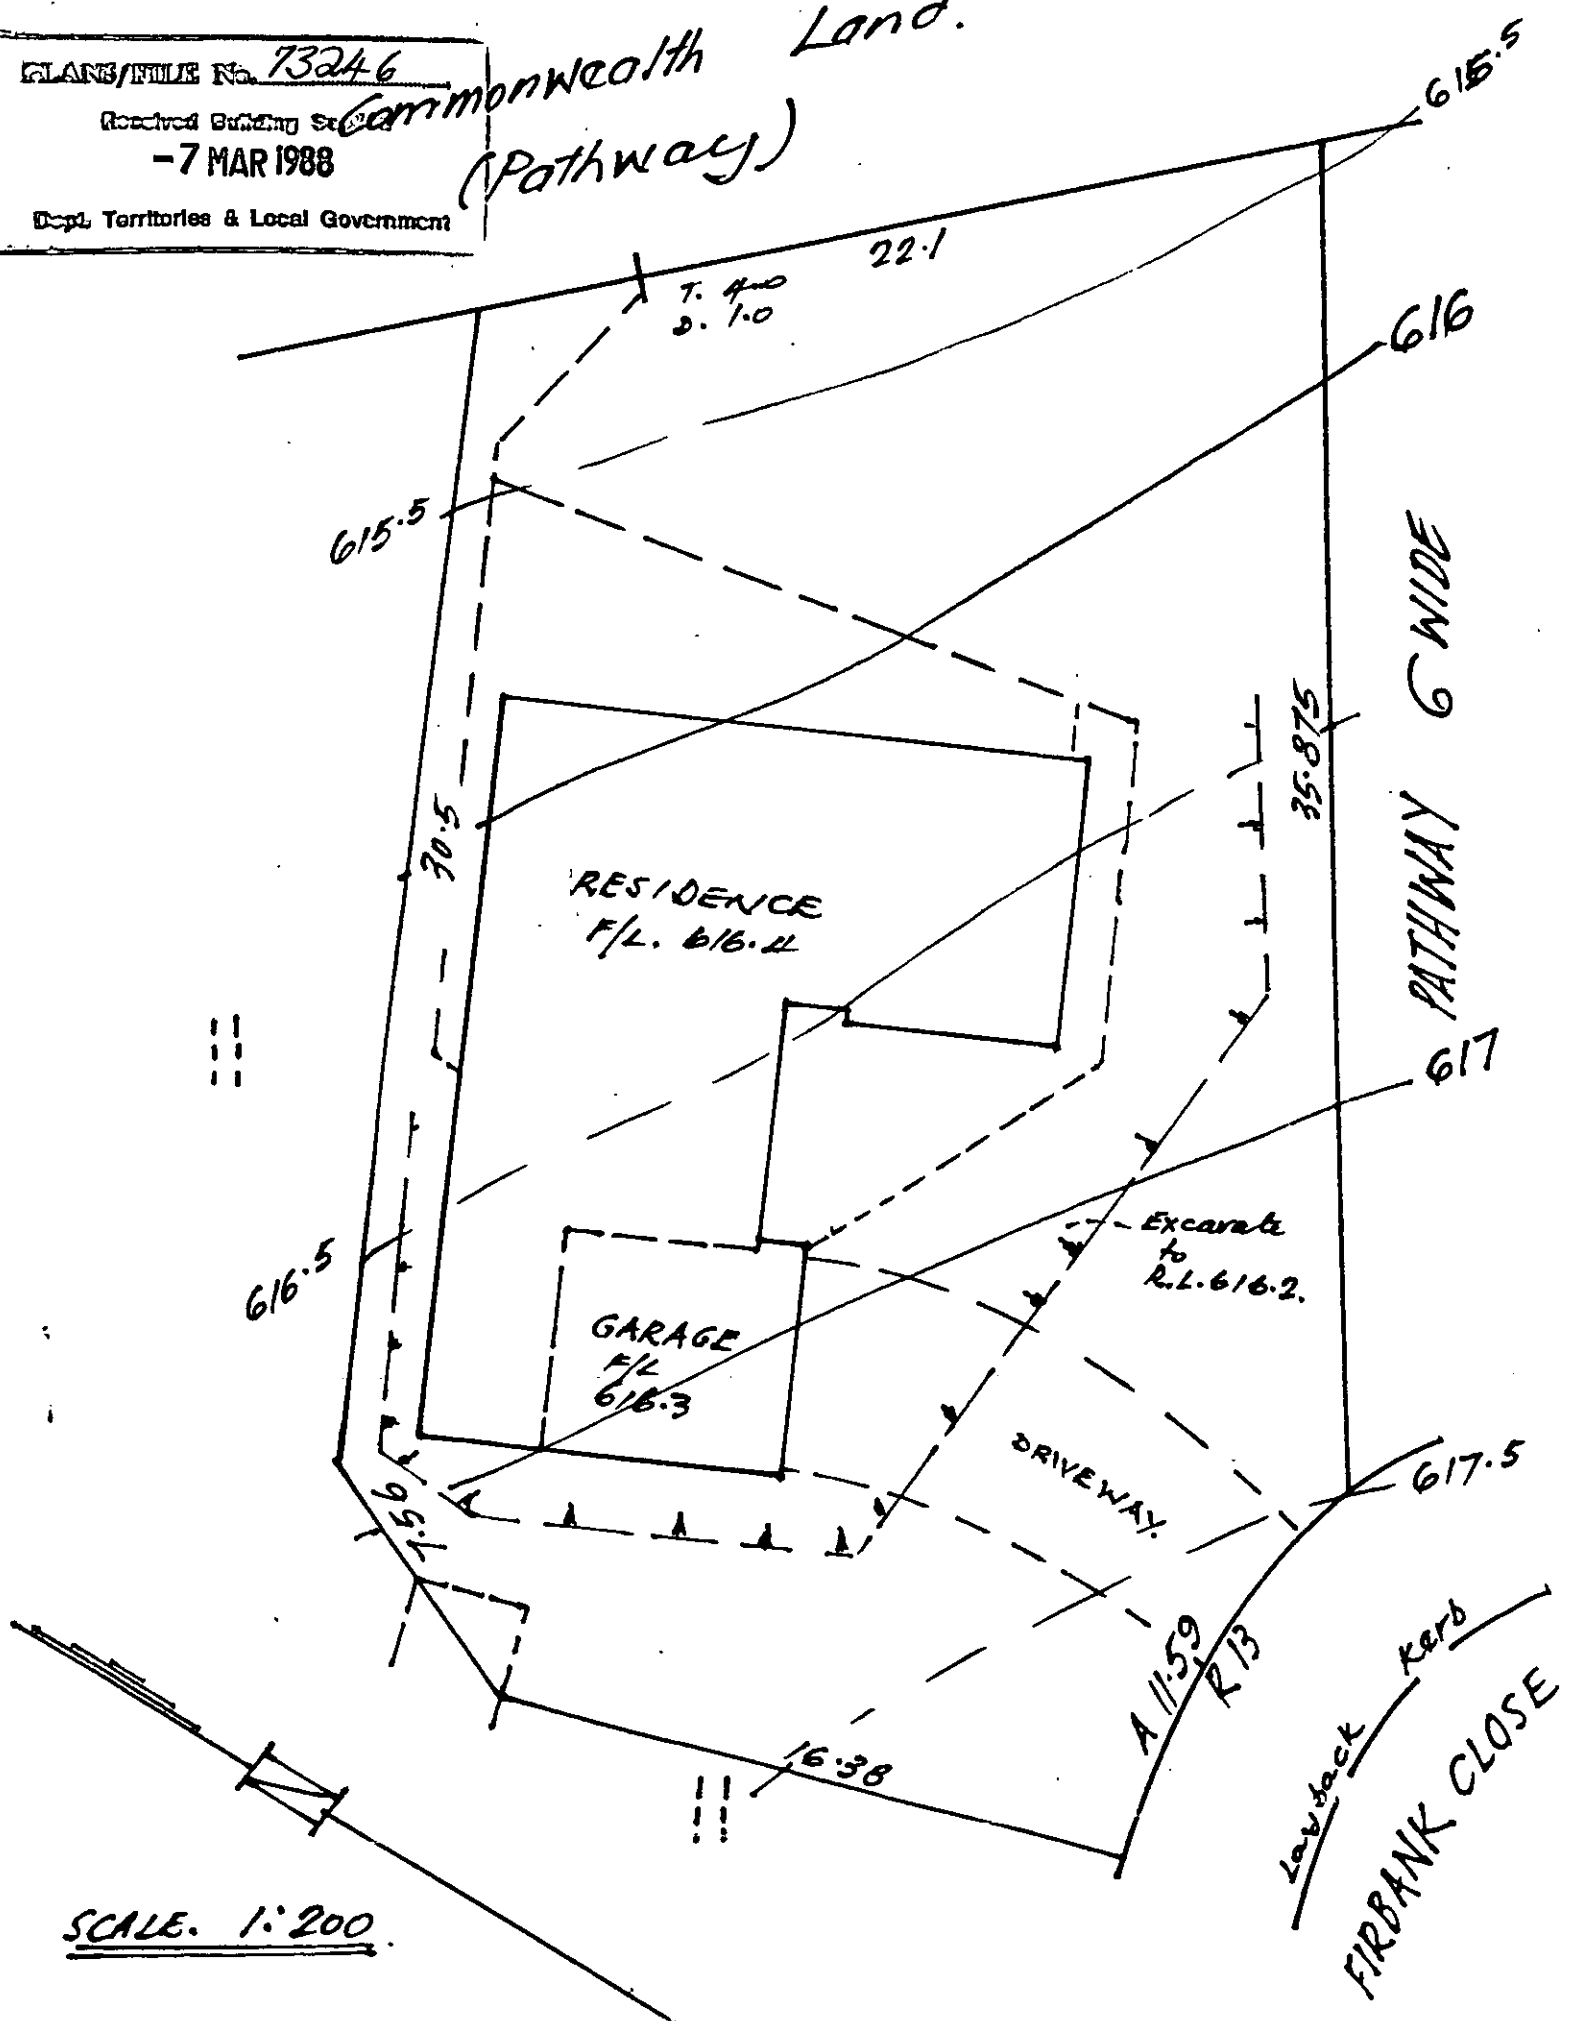 PLANS/FILE No. 73246
Received Building Section
-7 MAR 1988
Dept. Territories & Local Government
Commonwealth Land.
(Pathway)
615.5
22.1
T. 4.0
D. 1.0
616
615.5
PATHWAY 6 WIDE
35.875
30.5
RESIDENCE
F/L. 616.4
617
Excavate
to
R.L. 616.2.
616.5
GARAGE
F/L
616.3
DRIVEWAY.
617.5
7.56
A 11.59
R 13
16.38
Layback Kerb
FIRBANK CLOSE
SCALE. 1:200